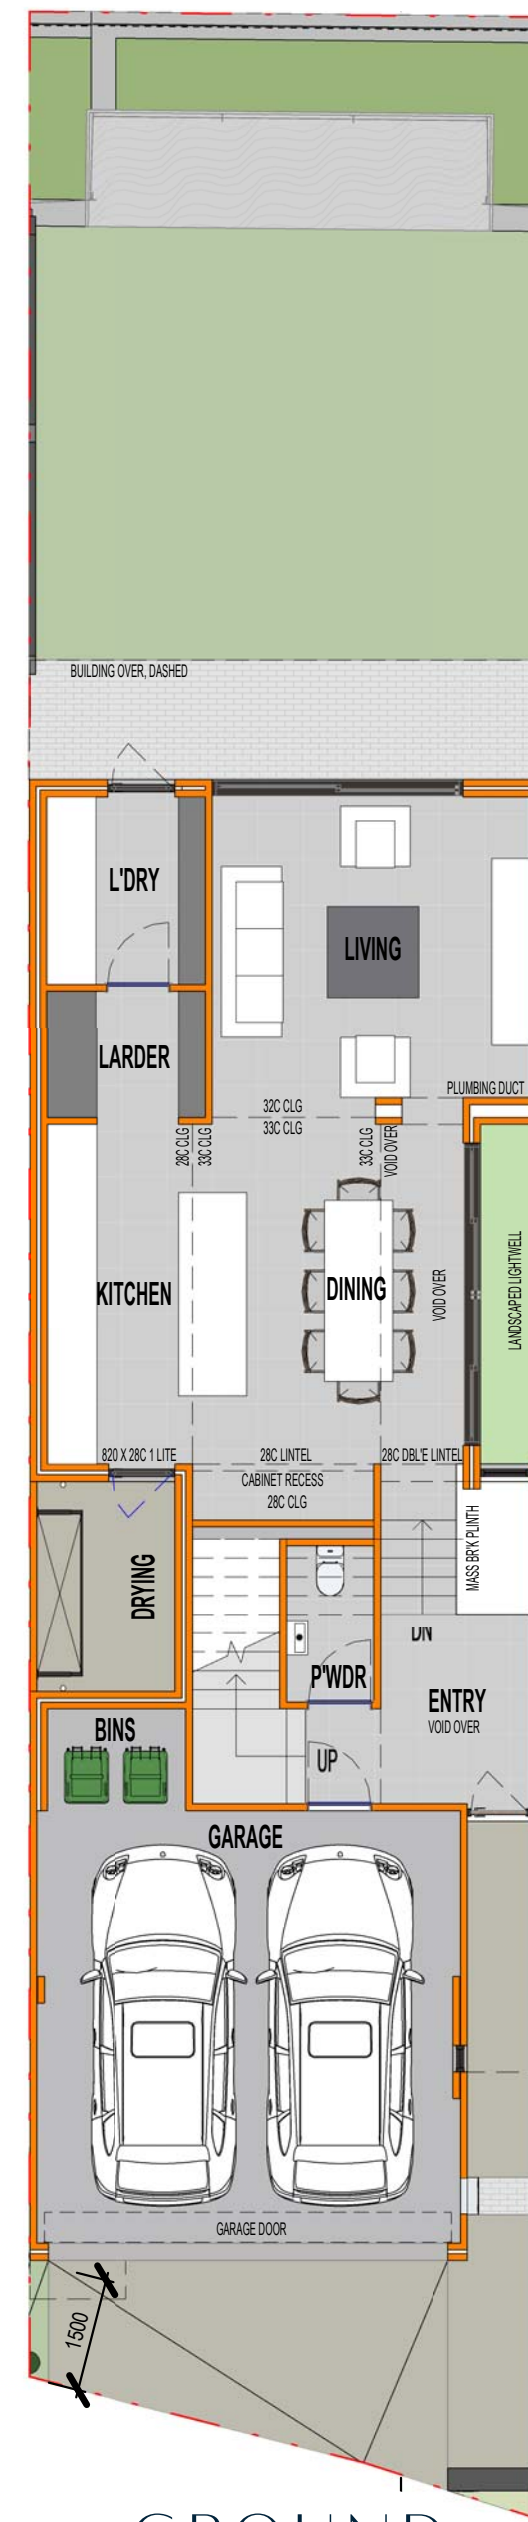 BUILDING OVER, DASHED
L'DRY
LIVING
LARDER
PLUMBING DUCT
32C CLG
33C CLG
28C CLG
33C CLG
33C CLG
VOID OVER
KITCHEN
DINING
VOID OVER
LANDSCAPED LIGHTWELL
820 X 28C 1 LITE
28C LINTEL
28C DBL'E LINTEL
CABINET RECESS
28C CLG
MASS BR'K PLINTH
DRYING
DN
P'WDR
ENTRY
VOID OVER
BINS
UP
GARAGE
GARAGE DOOR
1500
GROUND